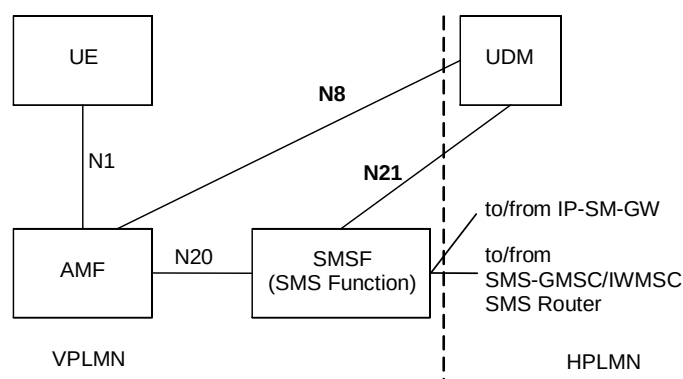 UE
UDM
N8
N1
N21
to/from IP-SM-GW
AMF
N20
SMSF
(SMS Function)
to/from
SMS-GMSC/IWMSC
SMS Router
VPLMN
HPLMN